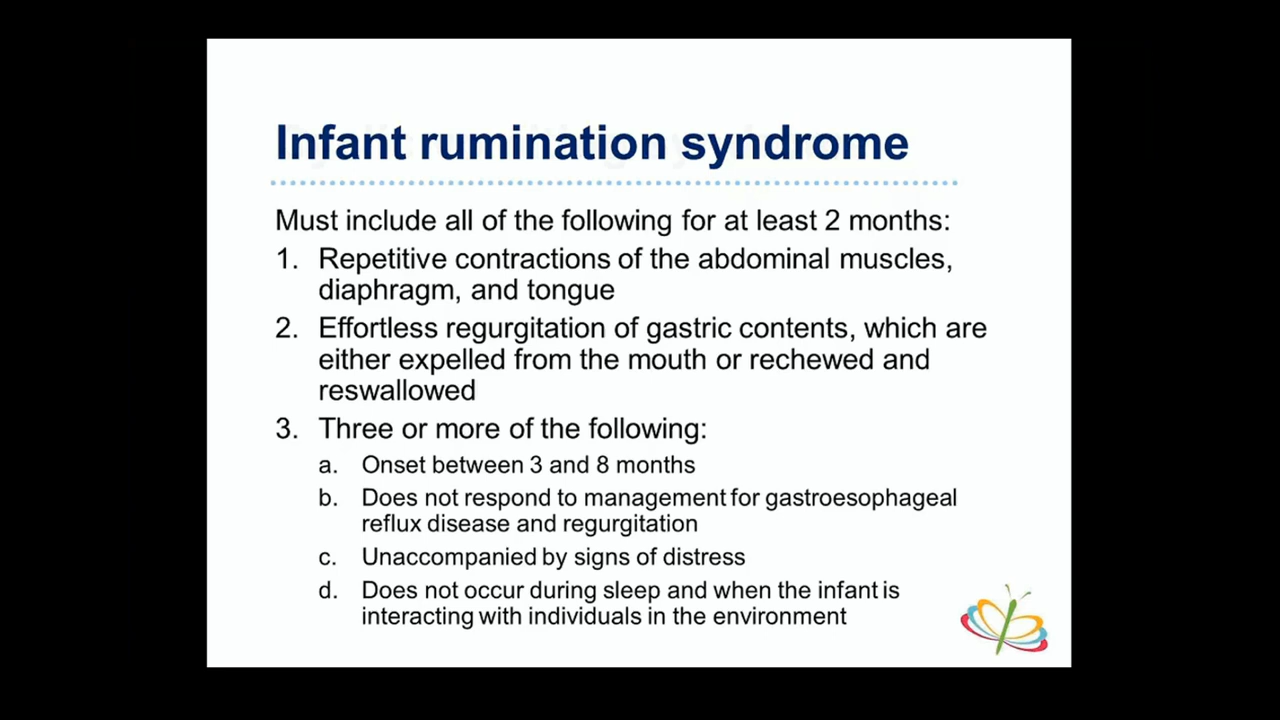 Infant rumination syndrome
Must include all of the following for at least 2 months:
1. Repetitive contractions of the abdominal muscles,
diaphragm, and tongue
2. Effortless regurgitation of gastric contents, which are
either expelled from the mouth or rechewed and
reswallowed
3. Three or more of the following:
a. Onset between 3 and 8 months
b. Does not respond to management for gastroesophageal
reflux disease and regurgitation
c. Unaccompanied by signs of distress
d. Does not occur during sleep and when the infant is
interacting with individuals in the environment